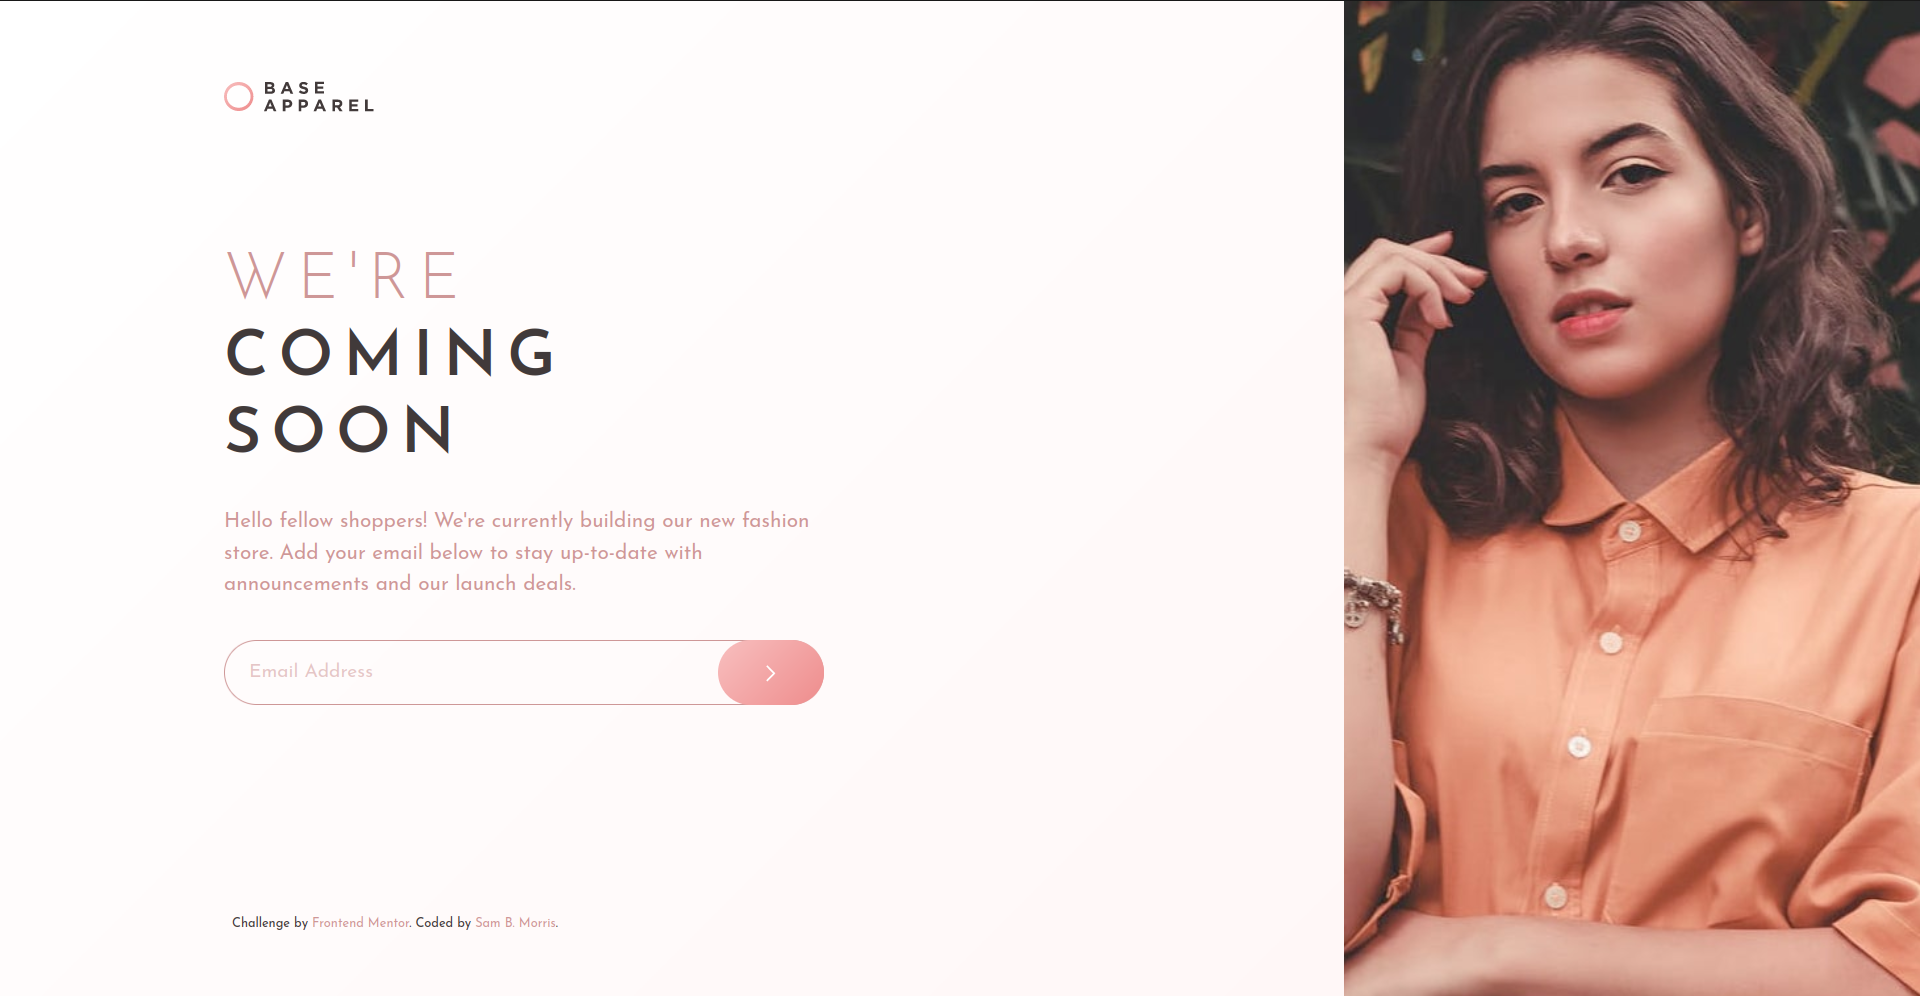 BASE
APPAREL
WE'RE
COMING
SOON
Hello fellow shoppers! We're currently building our new fashion
store. Add your email below to stay up-to-date with
announcements and our launch deals.
Email Address
Challenge by Frontend Mentor. Coded by Sam B. Morris.